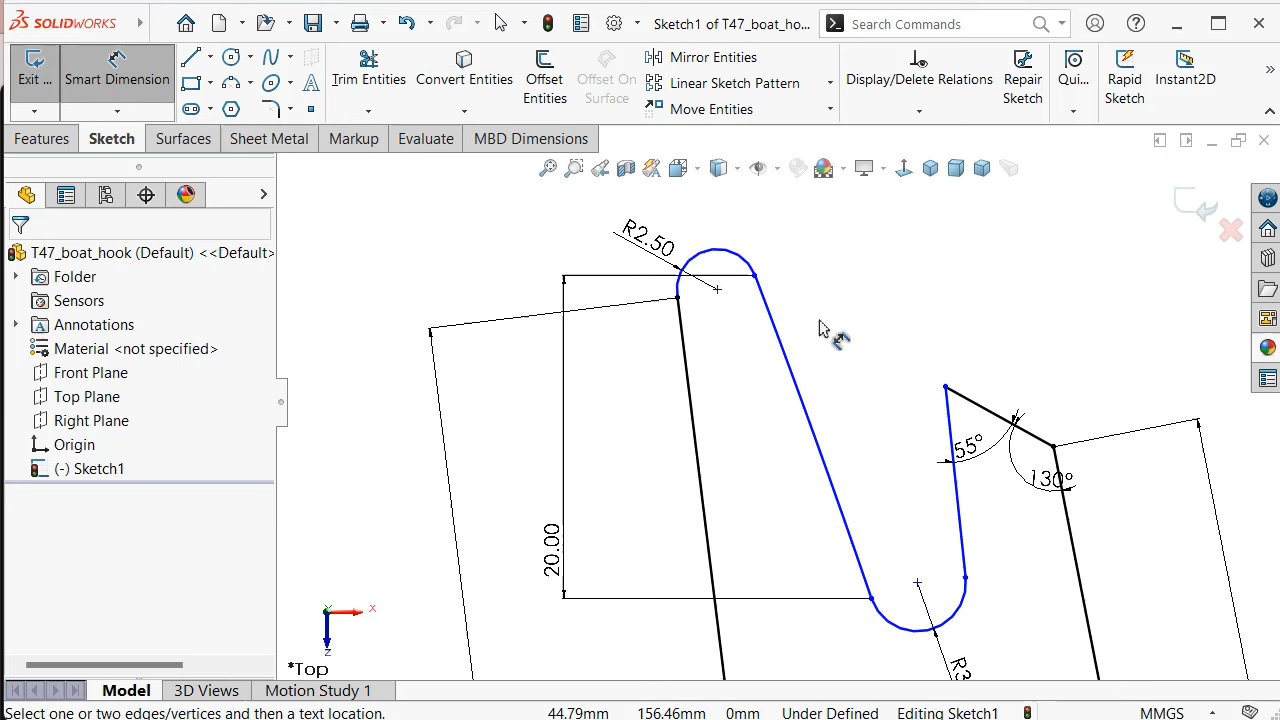 SOLIDWORKS
Sketch1 of T47_boat_ho...
Search Commands
Exit ...
Smart Dimension
Trim Entities
Convert Entities
Offset Entities
Offset On Surface
Mirror Entities
Linear Sketch Pattern
Move Entities
Display/Delete Relations
Repair Sketch
Qui...
Rapid Sketch
Instant2D
Features
Sketch
Surfaces
Sheet Metal
Markup
Evaluate
MBD Dimensions
T47_boat_hook (Default) <<Default>
Folder
Sensors
Annotations
Material <not specified>
Front Plane
Top Plane
Right Plane
Origin
(-) Sketch1
R2.50
20.00
55°
130°
R3
Y
X
Z
*Top
Model
3D Views
Motion Study 1
Select one or two edges/vertices and then a text location.
44.79mm
156.46mm
0mm
Under Defined
Editing Sketch1
MMGS